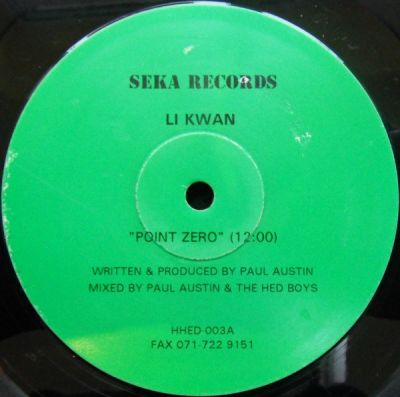 SEKA RECORDS
LI KWAN
"POINT ZERO" (12:00)
WRITTEN & PRODUCED BY PAUL AUSTIN
MIXED BY PAUL AUSTIN & THE HED BOYS
HHED-003A
FAX 071-722 9151